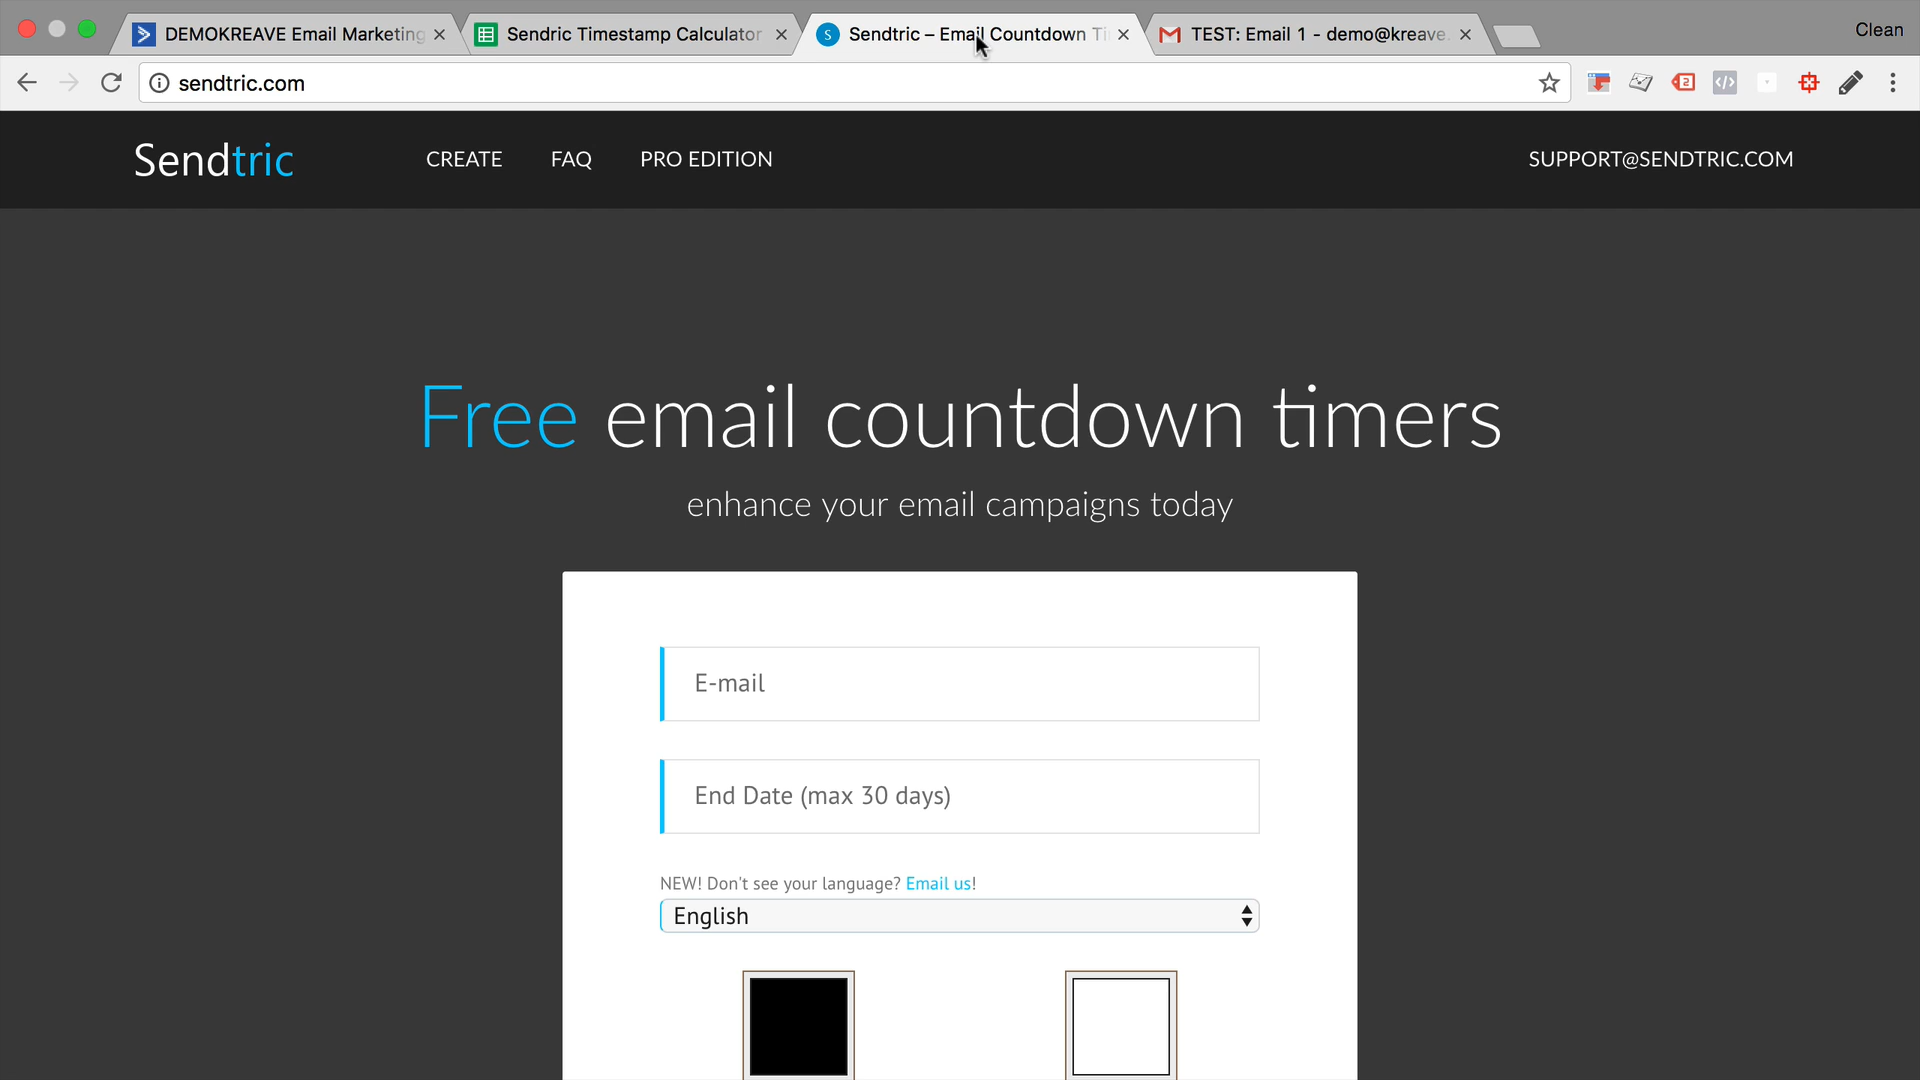 DEMOKREAVE Email Marketing
Sendric Timestamp Calculator
Sendtric – Email Countdown Ti
TEST: Email 1 - demo@kreave.
Clean
sendtric.com
2
Sendtric
CREATE
FAQ
PRO EDITION
SUPPORT@SENDTRIC.COM
Free email countdown timers
enhance your email campaigns today
E-mail
End Date (max 30 days)
NEW! Don't see your language? Email us!
English